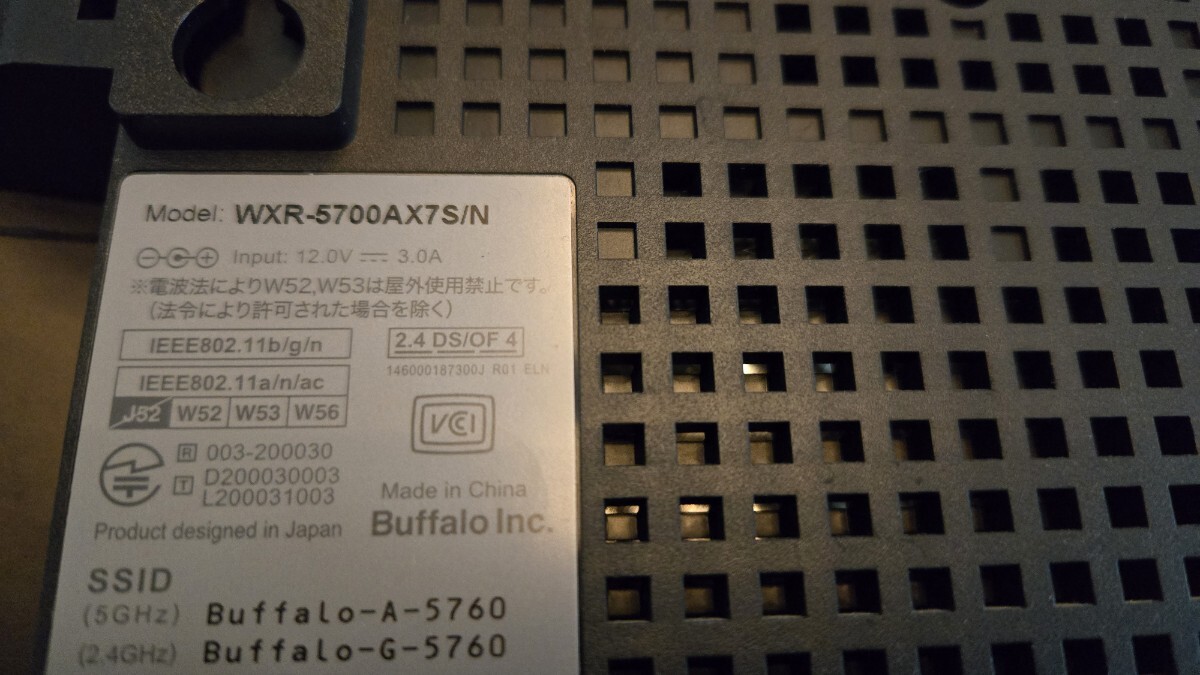 Model: WXR-5700AX7S/N
Input: 12.0V ⎓ 3.0A
※電波法によりW52,W53は屋外使用禁止です。
(法令により許可された場合を除く)
IEEE802.11b/g/n
2.4 DS/OF 4
146000187300J R01 ELN
IEEE802.11a/n/ac
J52 W52 W53 W56
VCCI
R 003-200030
T D200030003
L200031003
Made in China
Product designed in Japan
Buffalo Inc.
SSID
(5GHz) Buffalo-A-5760
(2.4GHz) Buffalo-G-5760